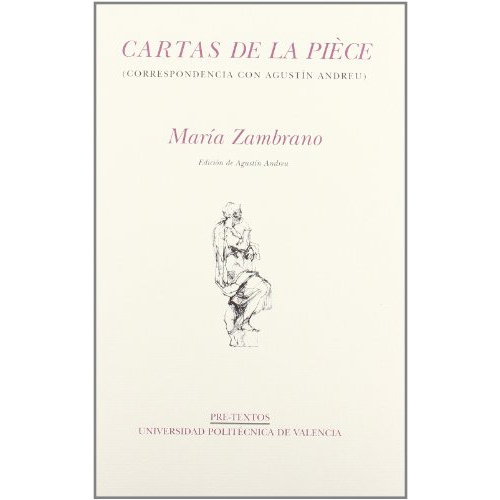 CARTAS DE LA PIÈCE
(CORRESPONDENCIA CON AGUSTÍN ANDREU)
María Zambrano
Edición de Agustín Andreu
PRE-TEXTOS
UNIVERSIDAD POLITÉCNICA DE VALENCIA